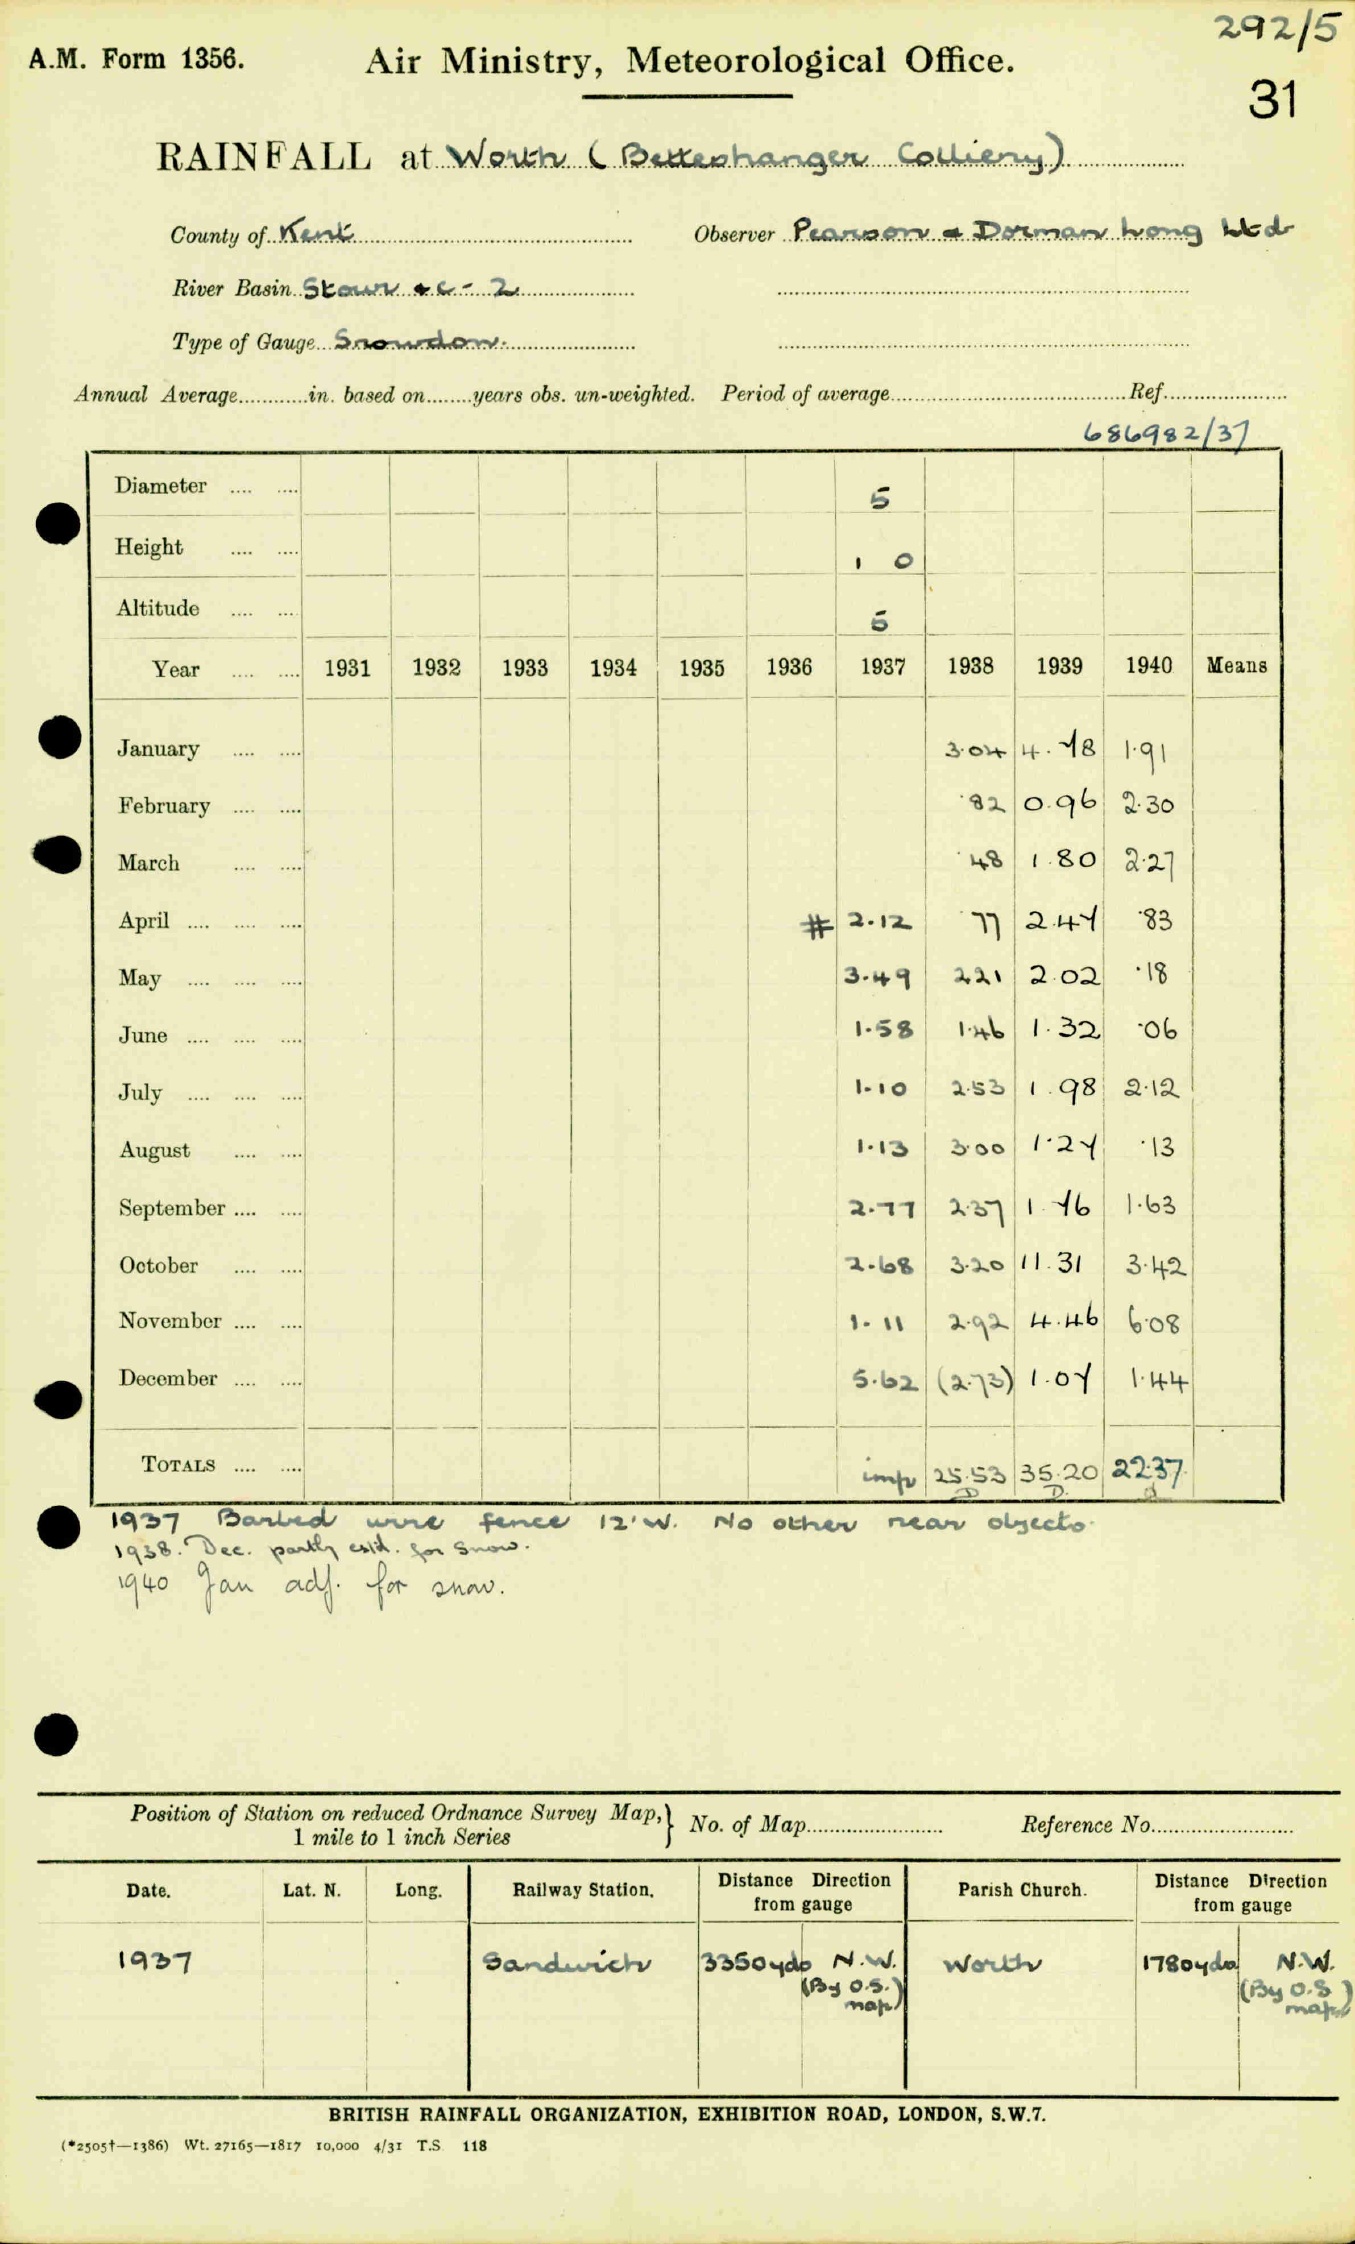 292/5
A.M. Form 1356. Air Ministry, Meteorological Office.
31
RAINFALL at Worth (Betteshanger Colliery)
County of Kent Observer Pearson & Dorman Long Ltd
River Basin Stour &c - 2
Type of Gauge Snowdon.
Annual Average............in. based on........years obs. un-weighted. Period of average........ Ref........
686982/37
Diameter .... .... 5
Height .... .... 1 0
Altitude .... .... 5
Year .... .... 1931 1932 1933 1934 1935 1936 1937 1938 1939 1940 Means
January .... .... 3.04 4.78 1.91
February .... .... .82 0.96 2.30
March .... .... .48 1.80 2.27
April .... .... .... # 2.12 .77 2.47 .83
May .... .... .... 3.49 2.21 2.02 .18
June .... .... .... 1.58 1.46 1.32 .06
July .... .... .... 1.10 2.53 1.98 2.12
August .... .... 1.13 3.00 1.27 .13
September .... .... 2.77 2.37 1.76 1.63
October .... .... 2.68 3.20 11.31 3.42
November .... .... 1.11 2.92 4.46 6.08
December .... .... 5.62 (2.73) 1.07 1.44
TOTALS .... .... imp 25.53 35.20 22.37
D D d
1937 Barbed wire fence 12' W. No other near objects.
1938. Dec. partly est'd. for snow.
1940 Jan adj. for snow.
Position of Station on reduced Ordnance Survey Map, } No. of Map........ Reference No........
1 mile to 1 inch Series
Date. Lat. N. Long. Railway Station. Distance Direction from gauge Parish Church. Distance Direction from gauge
1937 Sandwich 3350yds N.W. Worth 1780yds N.W.
(By O.S. map) (By O.S map)
BRITISH RAINFALL ORGANIZATION, EXHIBITION ROAD, LONDON, S.W.7.
(*2505†—1386) Wt. 27165—1817 10,000 4/31 T.S. 118